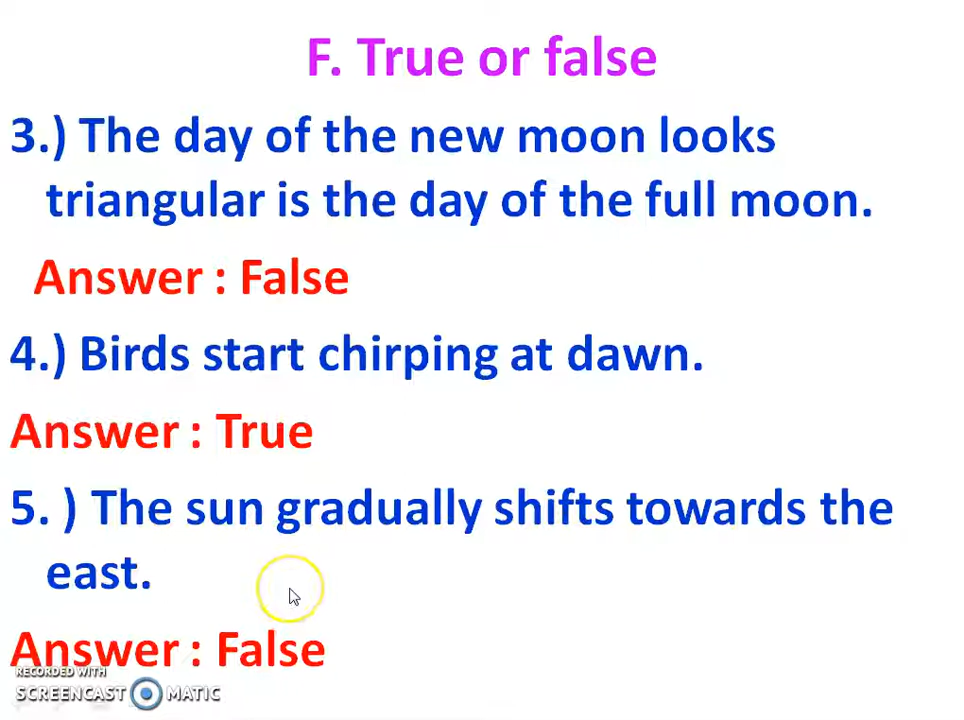 F. True or false
3.) The day of the new moon looks
triangular is the day of the full moon.
Answer : False
4.) Birds start chirping at dawn.
Answer : True
5. ) The sun gradually shifts towards the
east.
Answer : False
RECORDED WITH
SCREENCAST MATIC